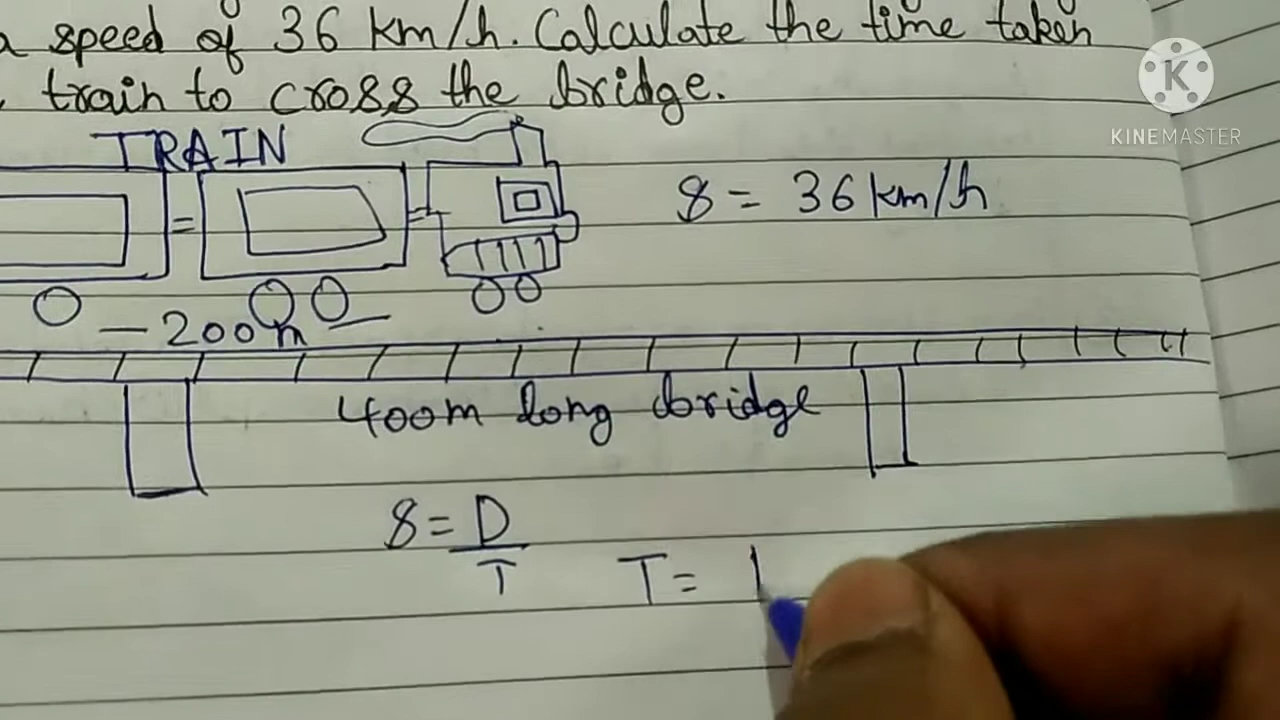 a speed of 36 km/h. Calculate the time taken
train to cross the bridge.
TRAIN
S = 36 km/h
K
KINEMASTER
-200m-
400m long bridge
S = D/T
T =